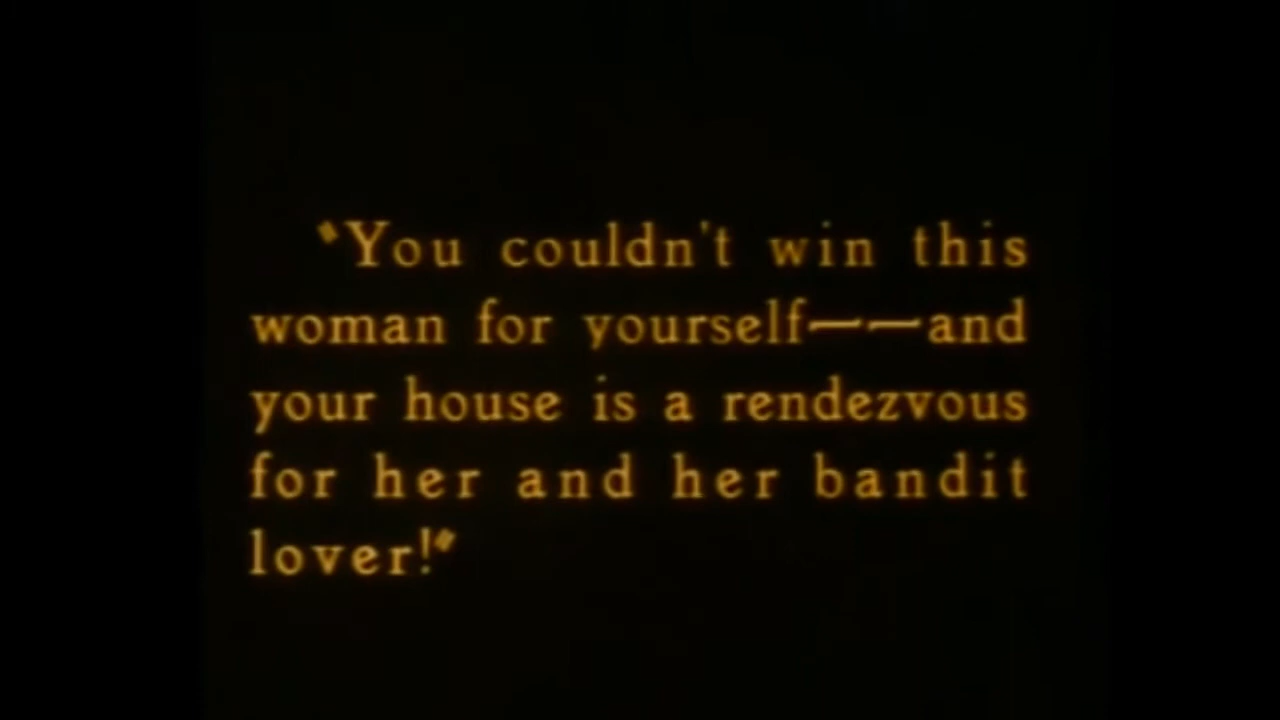 "You couldn't win this
woman for yourself——and
your house is a rendezvous
for her and her bandit
lover!"